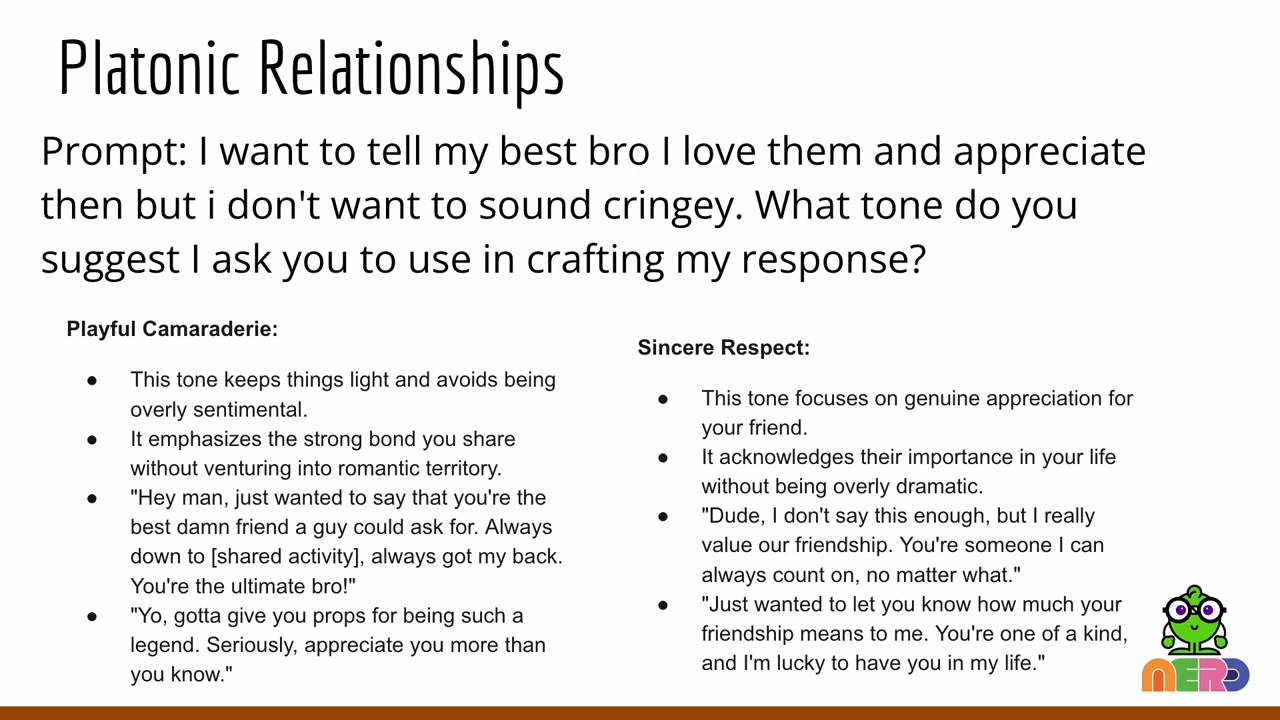 Platonic Relationships
Prompt: I want to tell my best bro I love them and appreciate
then but i don't want to sound cringey. What tone do you
suggest I ask you to use in crafting my response?
Playful Camaraderie:
● This tone keeps things light and avoids being
overly sentimental.
● It emphasizes the strong bond you share
without venturing into romantic territory.
● "Hey man, just wanted to say that you're the
best damn friend a guy could ask for. Always
down to [shared activity], always got my back.
You're the ultimate bro!"
● "Yo, gotta give you props for being such a
legend. Seriously, appreciate you more than
you know."
Sincere Respect:
● This tone focuses on genuine appreciation for
your friend.
● It acknowledges their importance in your life
without being overly dramatic.
● "Dude, I don't say this enough, but I really
value our friendship. You're someone I can
always count on, no matter what."
● "Just wanted to let you know how much your
friendship means to me. You're one of a kind,
and I'm lucky to have you in my life."
NERD